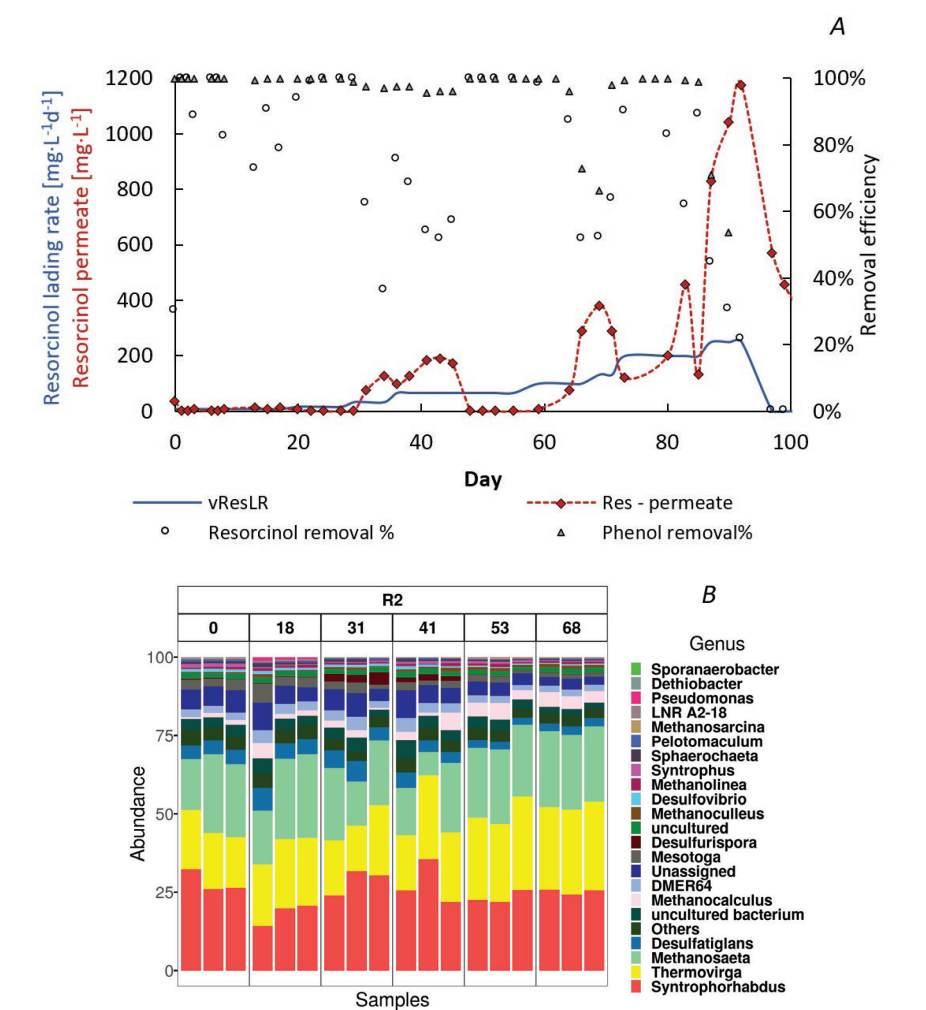 A
Resorcinol lading rate [mg·L⁻¹d⁻¹]
Resorcinol permeate [mg·L⁻¹]
1200
1000
800
600
400
200
0
100%
80%
60%
40%
20%
0%
Removal efficiency
0 20 40 60 80 100
Day
vResLR Res - permeate
Resorcinol removal % Phenol removal%
B
R2
0 18 31 41 53 68
Abundance
100
75
50
25
0
Samples
Genus
Sporanaerobacter
Dethiobacter
Pseudomonas
LNR A2-18
Methanosarcina
Pelotomaculum
Sphaerochaeta
Syntrophus
Methanolinea
Desulfovibrio
Methanoculleus
uncultured
Desulfurispora
Mesotoga
Unassigned
DMER64
Methanocalculus
uncultured bacterium
Others
Desulfatiglans
Methanosaeta
Thermovirga
Syntrophorhabdus